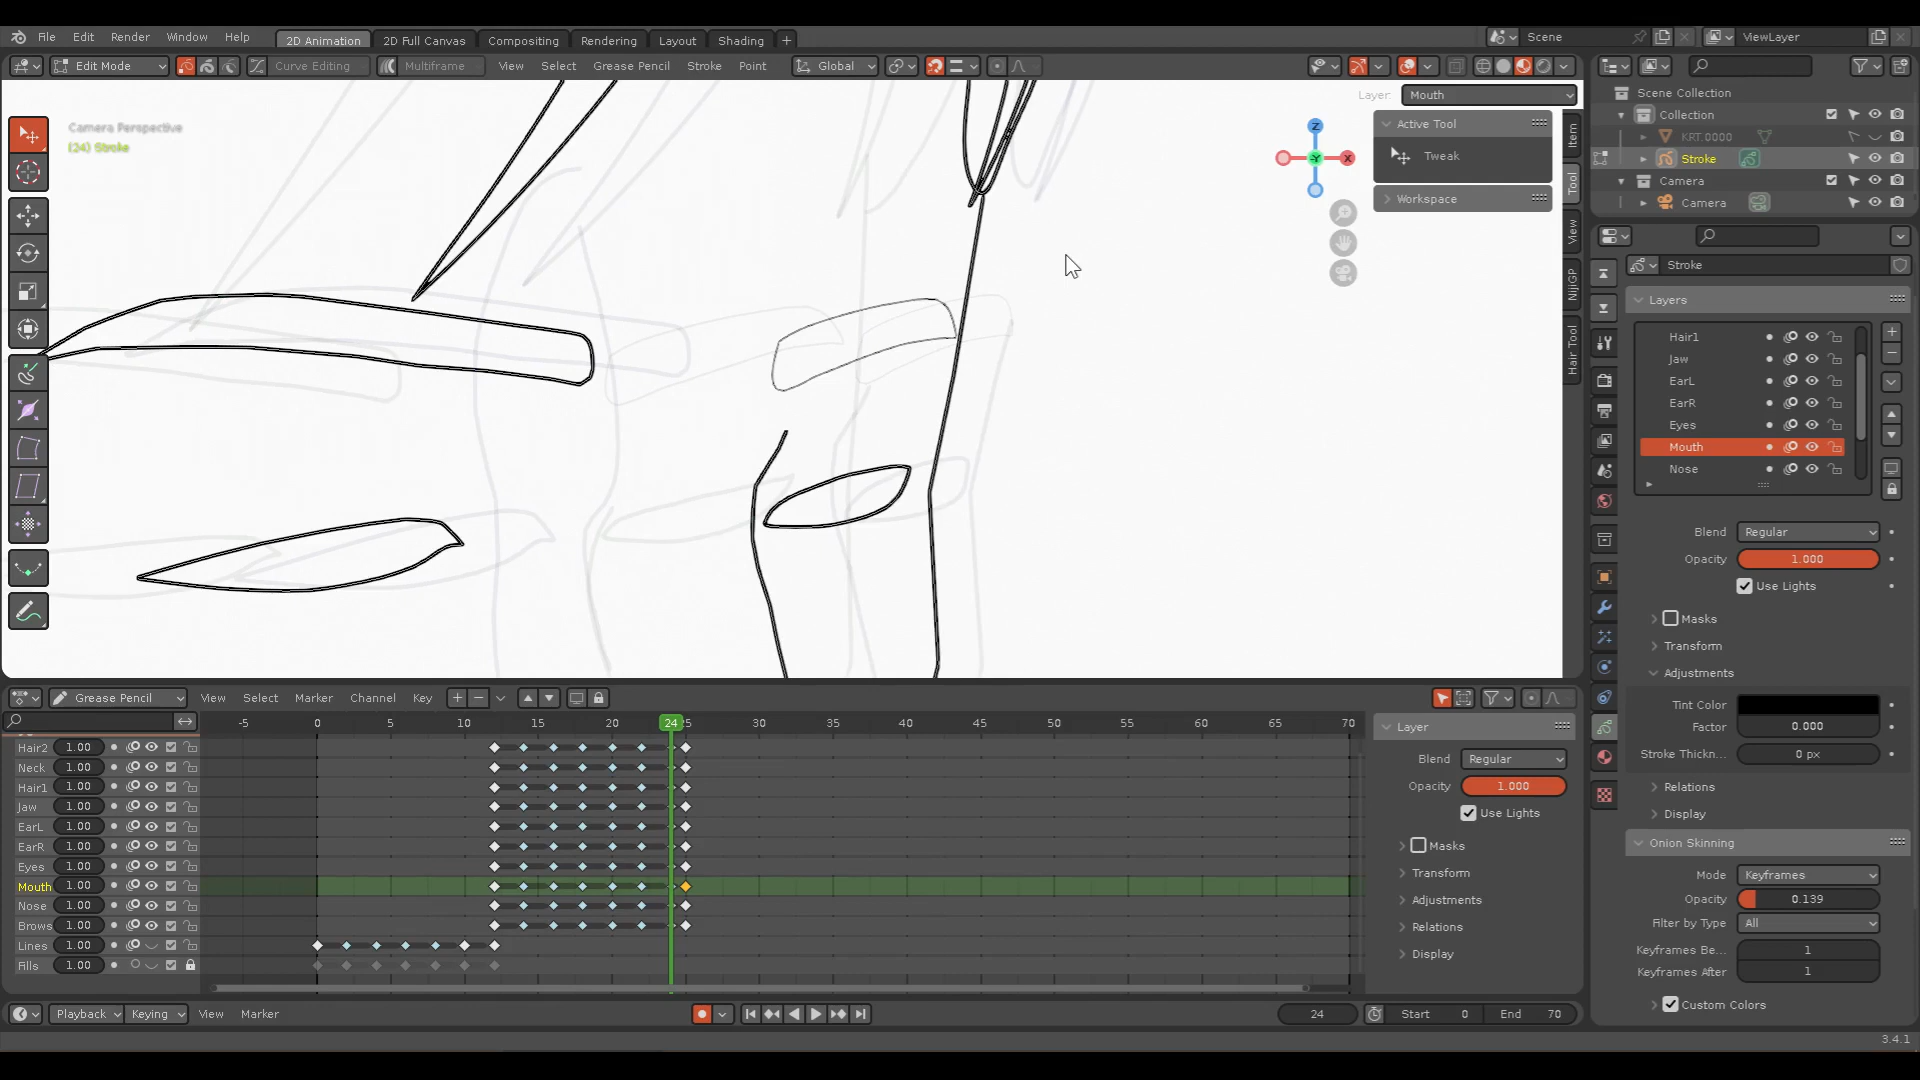 File Edit Render Window Help 2D Animation 2D Full Canvas Compositing Rendering Layout Shading + Scene ViewLayer
Edit Mode Curve Editing Multiframe View Select Grease Pencil Stroke Point Global
Layer: Mouth
Camera Perspective
(24) Stroke
Z
-Y
X
Active Tool
Tweak
Workspace
Item
Tool
View
NijiGP
Hair Tool
Scene Collection
Collection
KRT.0000
Stroke
Camera
Camera
Stroke
Layers
Hair1
Jaw
EarL
EarR
Eyes
Mouth
Nose
Blend Regular
Opacity 1.000
Use Lights
Masks
Transform
Adjustments
Tint Color
Factor 0.000
Stroke Thickn... 0 px
Relations
Display
Onion Skinning
Mode Keyframes
Opacity 0.139
Filter by Type All
Keyframes Be... 1
Keyframes After 1
Custom Colors
Grease Pencil View Select Marker Channel Key
-5 0 5 10 15 20 24 25 30 35 40 45 50 55 60 65 70
Hair2 1.00
Neck 1.00
Hair1 1.00
Jaw 1.00
EarL 1.00
EarR 1.00
Eyes 1.00
Mouth 1.00
Nose 1.00
Brows 1.00
Lines 1.00
Fills 1.00
Layer
Blend Regular
Opacity 1.000
Use Lights
Masks
Transform
Adjustments
Relations
Display
Playback Keying View Marker 24 Start 0 End 70
3.4.1